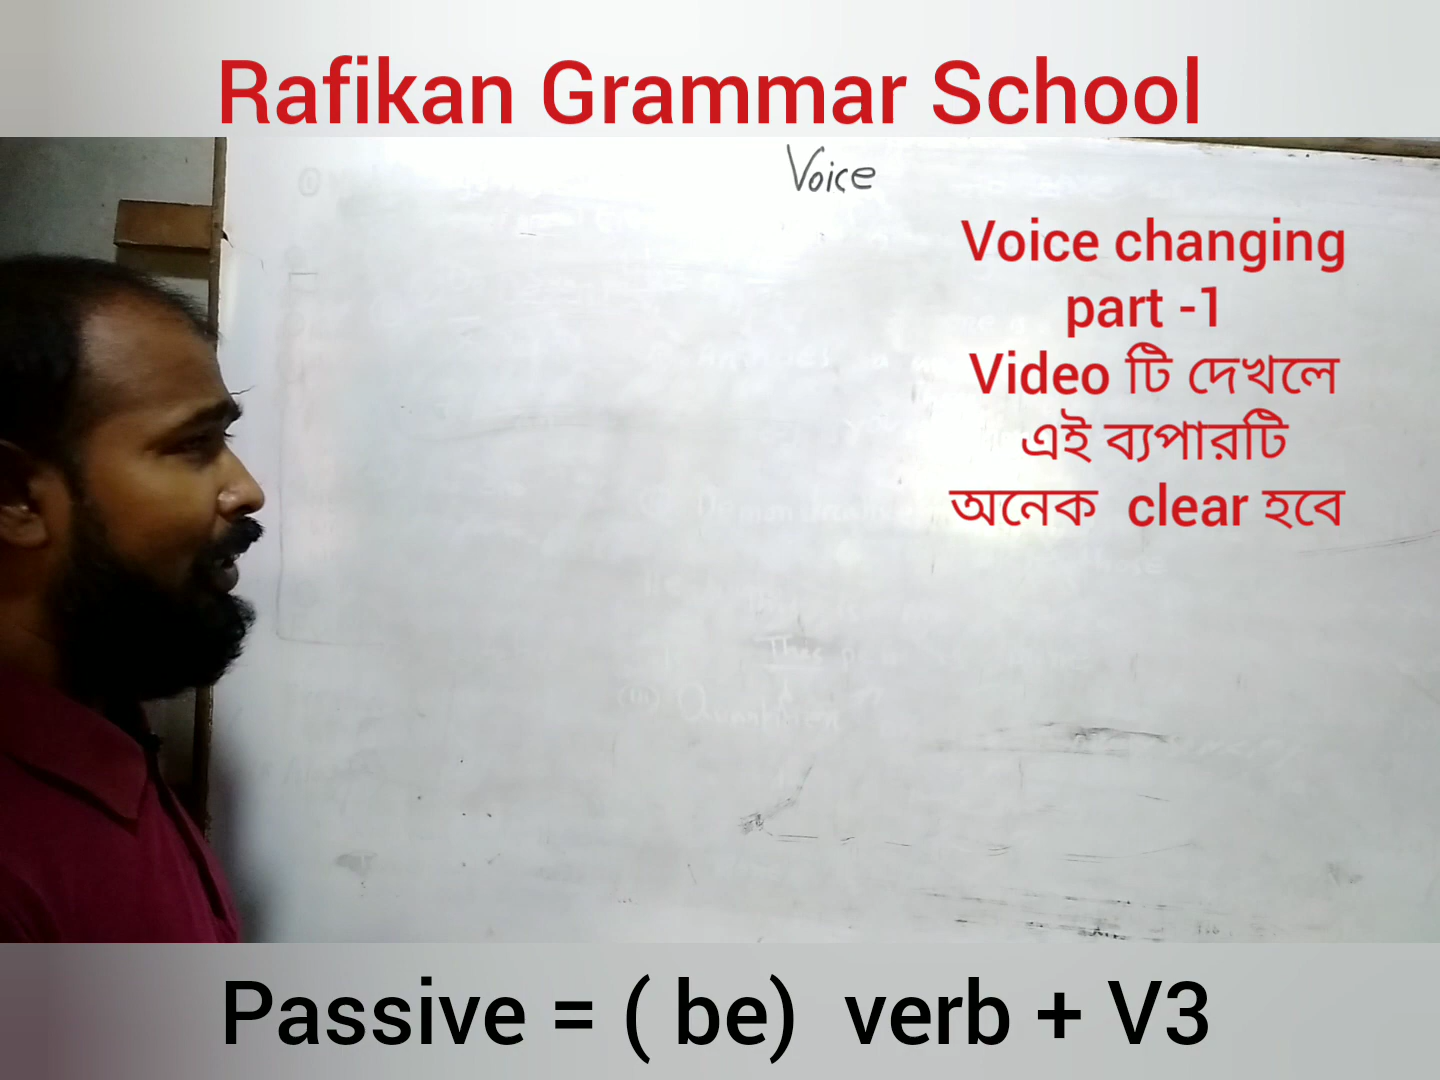 Rafikan Grammar School
Voice
Voice changing
part -1
Video টি দেখলে
এই ব্যপারটি
অনেক clear হবে
Passive = ( be) verb + V3